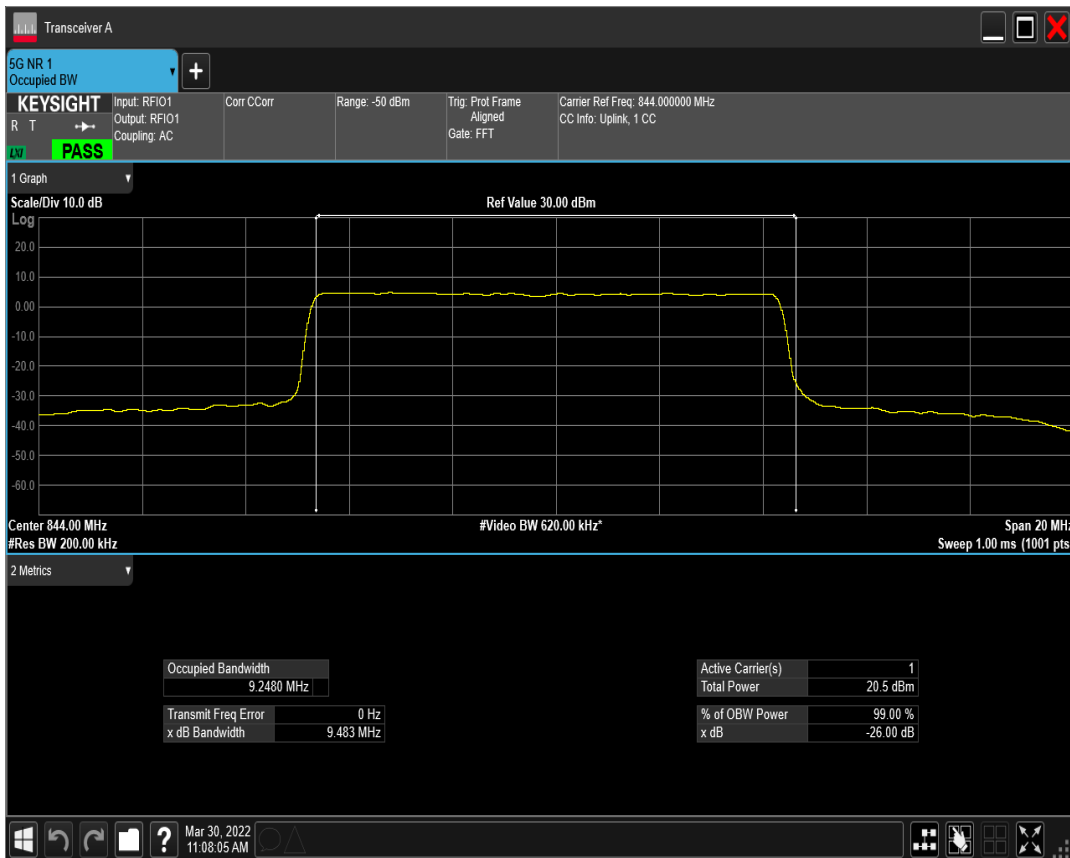 Transceiver A
5G NR 1
Occupied BW
KEYSIGHT
R T
LXI
PASS
Input: RFIO1
Output: RFIO1
Coupling: AC
Corr CCorr
Range: -50 dBm
Trig: Prot Frame
Aligned
Gate: FFT
Carrier Ref Freq: 844.000000 MHz
CC Info: Uplink, 1 CC
1 Graph
Scale/Div 10.0 dB
Ref Value 30.00 dBm
Log
20.0
10.0
0.00
-10.0
-20.0
-30.0
-40.0
-50.0
-60.0
Center 844.00 MHz
#Video BW 620.00 kHz*
Span 20 MHz
#Res BW 200.00 kHz
Sweep 1.00 ms (1001 pts
2 Metrics
Occupied Bandwidth
9.2480 MHz
Transmit Freq Error 0 Hz
x dB Bandwidth 9.483 MHz
Active Carrier(s) 1
Total Power 20.5 dBm
% of OBW Power 99.00 %
x dB -26.00 dB
?
Mar 30, 2022
11:08:05 AM